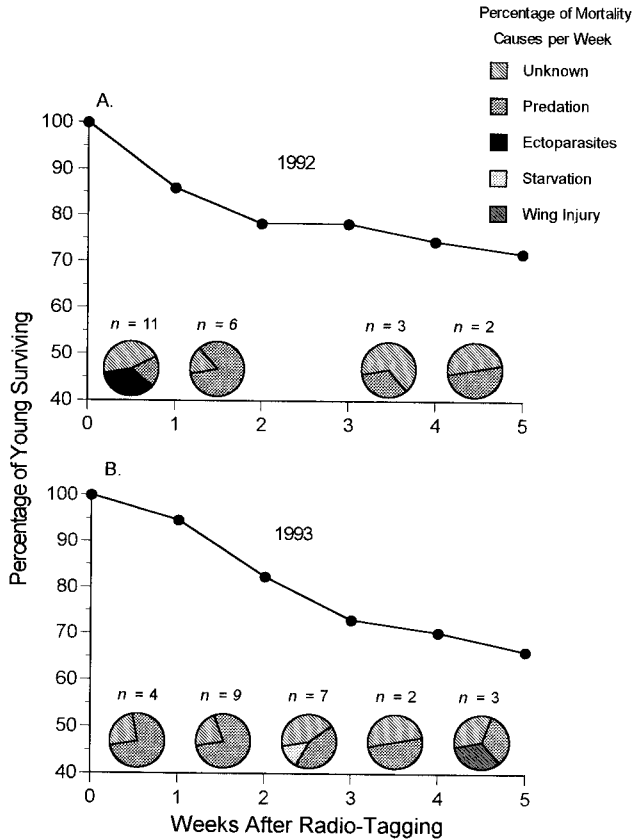 Percentage of Mortality
Causes per Week
Unknown
Predation
Ectoparasites
Starvation
Wing Injury
Percentage of Young Surviving
A.
1992
100
90
80
70
60
50
40
n = 11
n = 6
n = 3
n = 2
0 1 2 3 4 5
B.
1993
100
90
80
70
60
50
40
n = 4
n = 9
n = 7
n = 2
n = 3
0 1 2 3 4 5
Weeks After Radio-Tagging